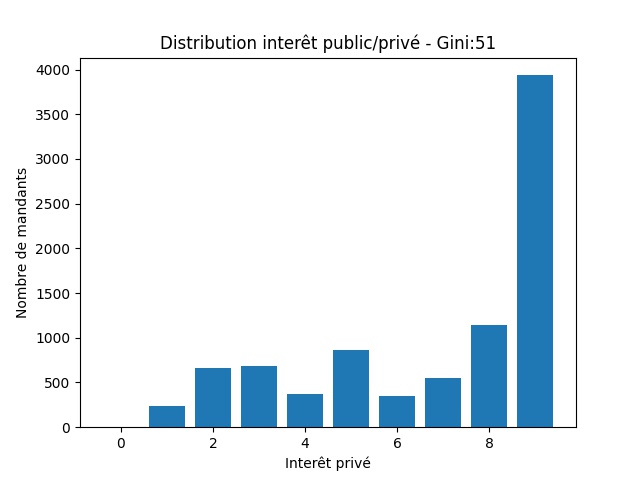 Distribution interêt public/privé - Gini:51
Nombre de mandants
4000
3500
3000
2500
2000
1500
1000
500
0
0 2 4 6 8
Interêt privé